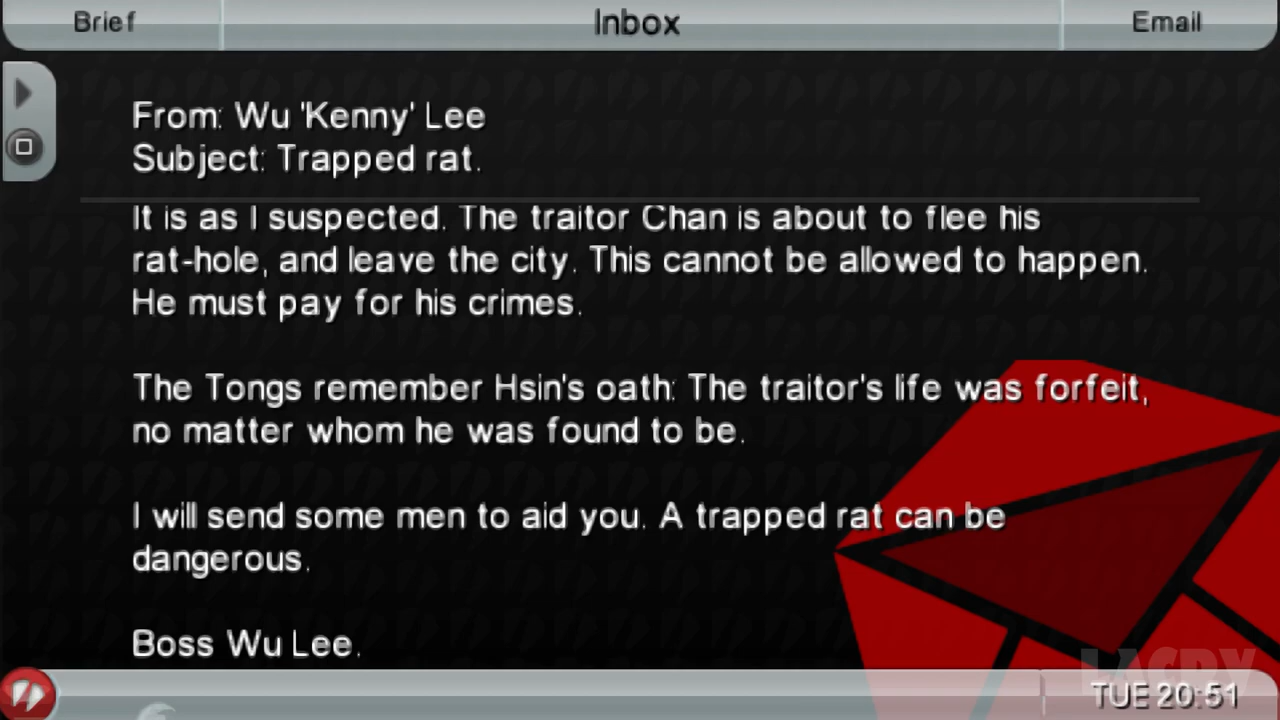 Brief
Inbox
Email
From: Wu 'Kenny' Lee
Subject: Trapped rat.
It is as I suspected. The traitor Chan is about to flee his
rat-hole, and leave the city. This cannot be allowed to happen.
He must pay for his crimes.
The Tongs remember Hsin's oath: The traitor's life was forfeit,
no matter whom he was found to be.
I will send some men to aid you. A trapped rat can be
dangerous.
Boss Wu Lee.
TUE 20:51